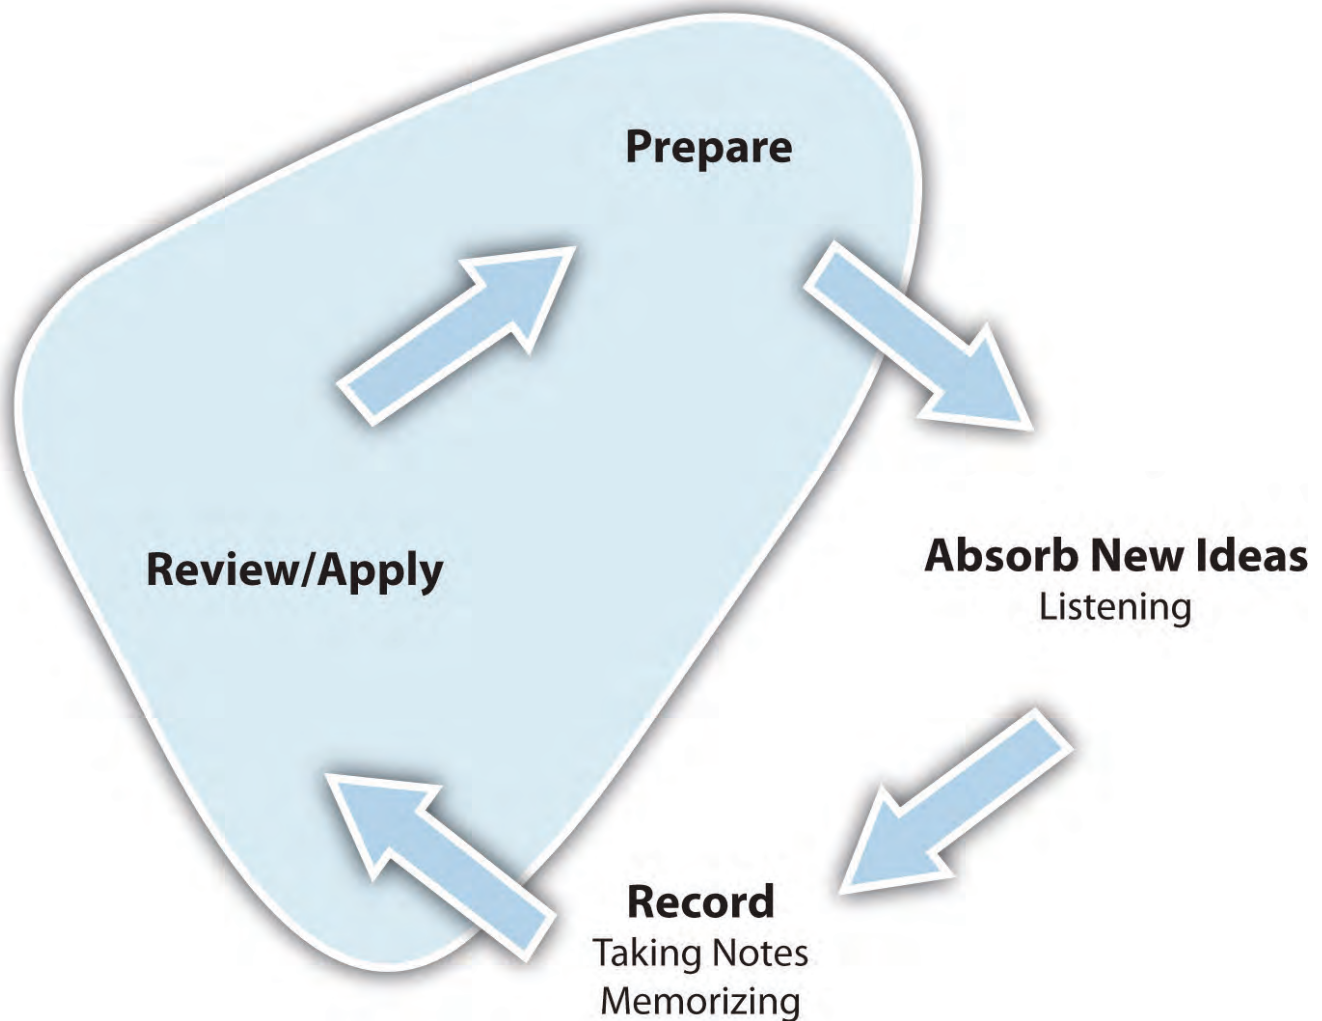 Prepare
Absorb New Ideas
Listening
Record
Taking Notes
Memorizing
Review/Apply